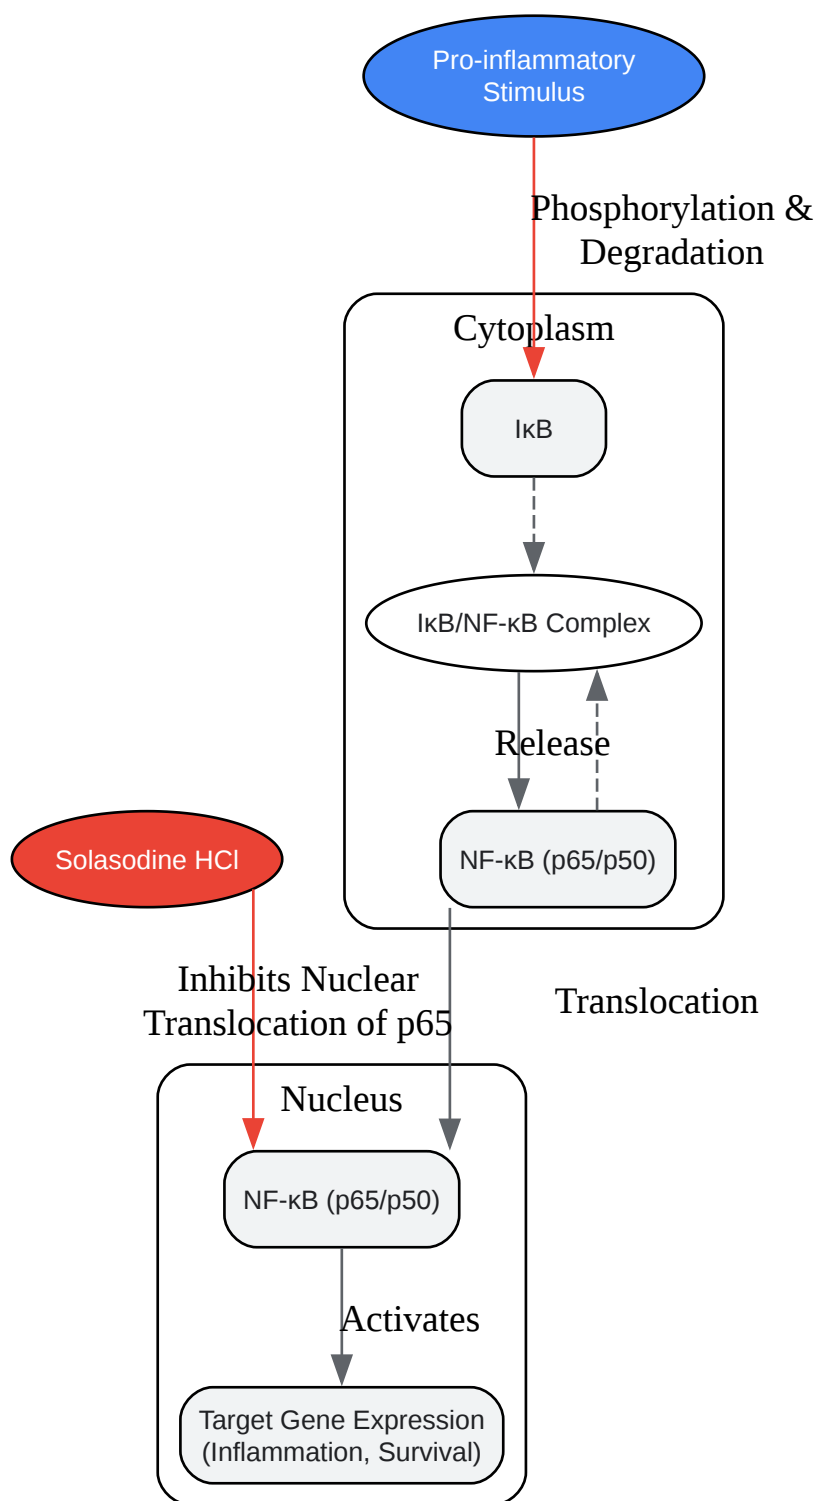 Pro-inflammatory
Stimulus
Phosphorylation &
Degradation
Cytoplasm
IκB
IκB/NF-κB Complex
Release
NF-κB (p65/p50)
Solasodine HCl
Inhibits Nuclear
Translocation of p65
Translocation
Nucleus
NF-κB (p65/p50)
Activates
Target Gene Expression
(Inflammation, Survival)